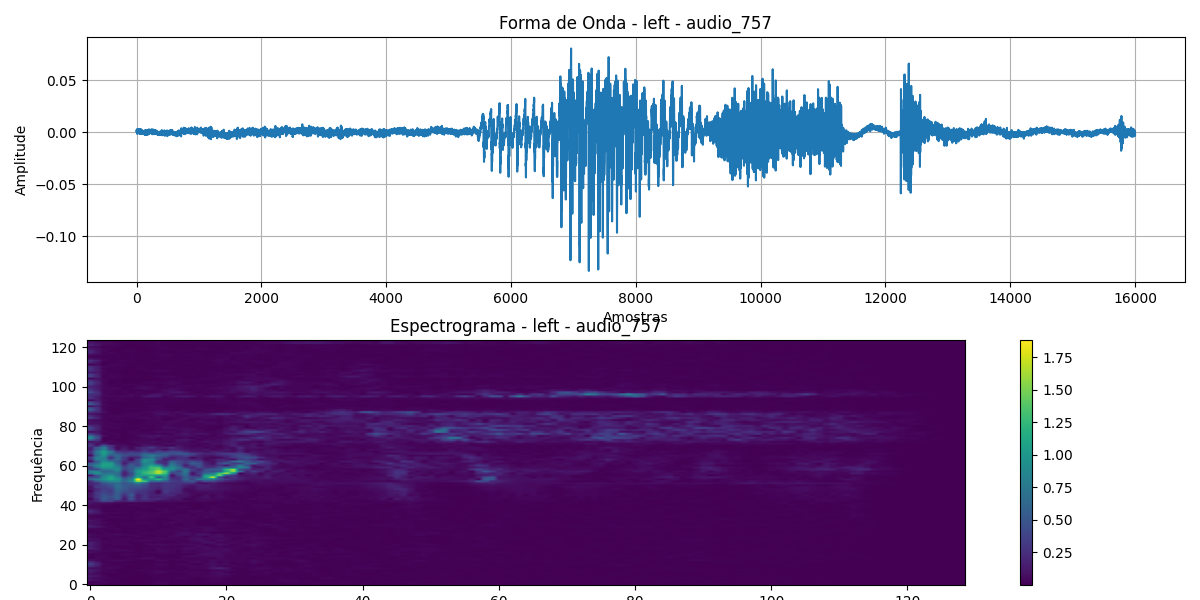 Forma de Onda - left - audio_757
Amplitude
0.05
0.00
−0.05
−0.10
0 2000 4000 6000 8000 10000 12000 14000 16000
Amostras
Espectrograma - left - audio_757
Frequência
120
100
80
60
40
20
0
0 20 40 60 80 100 120
1.75
1.50
1.25
1.00
0.75
0.50
0.25